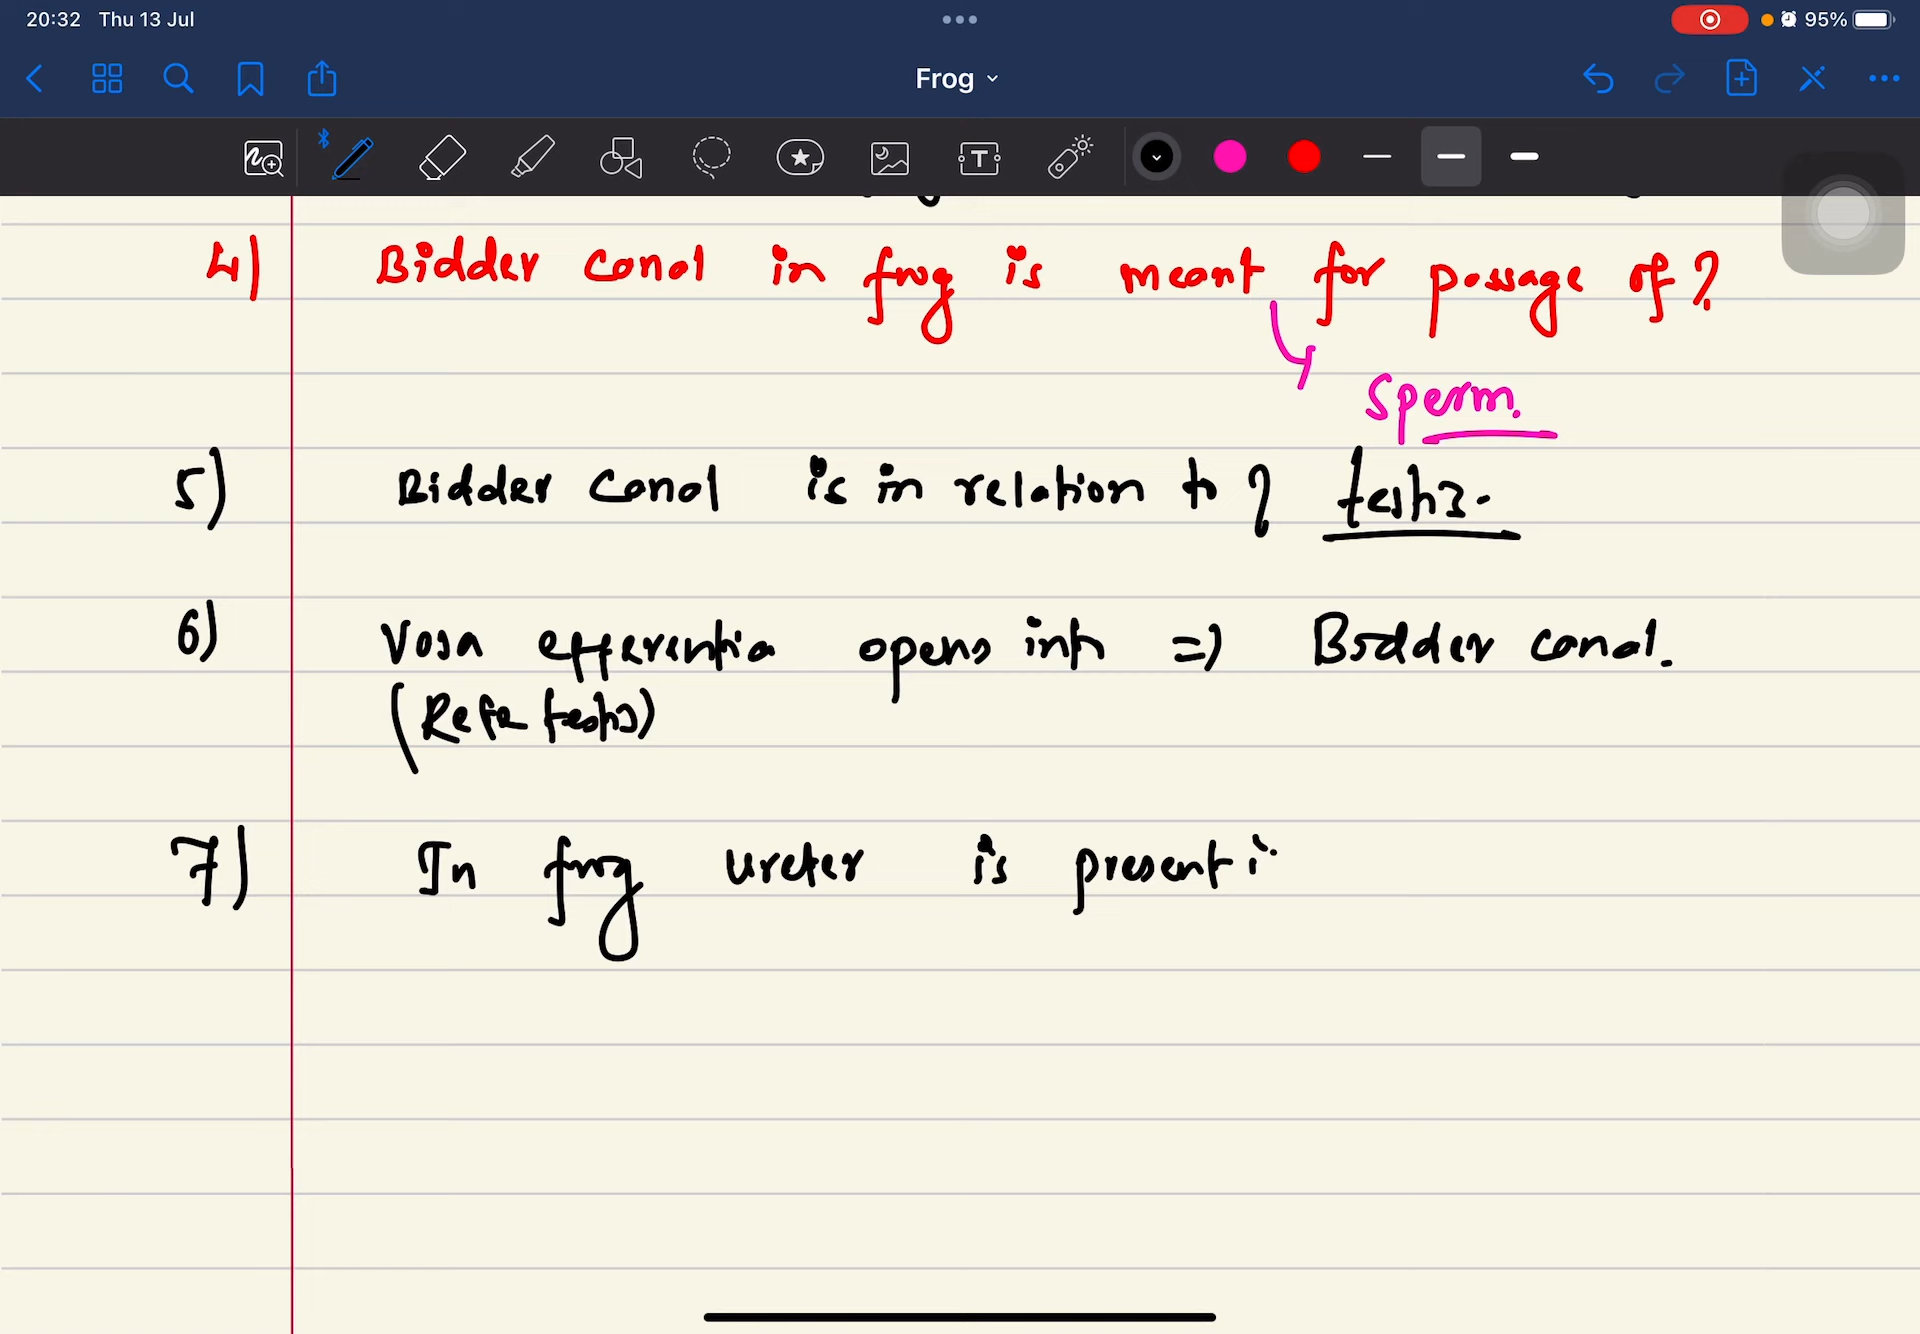 20:32 Thu 13 Jul
95%
Frog
4) Bidder canal in frog is meant for passage of?
Sperm.
5) Bidder canal is in relation to ? testis.
6) Vasa efferentia opens into => Bidder canal.
(Refer testis)
7) In frog ureter is present i